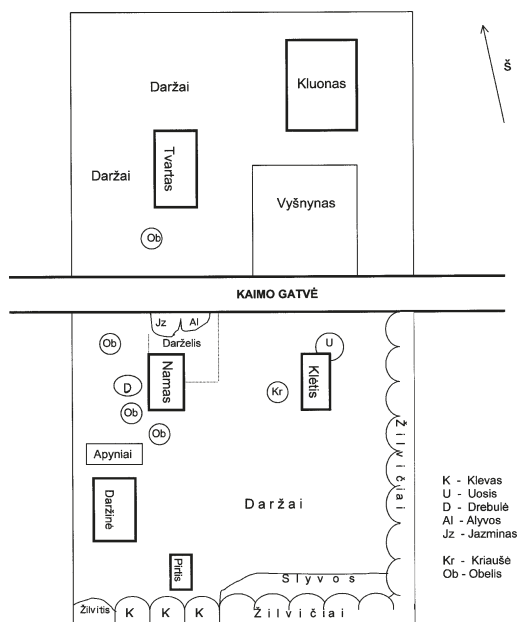 Š
Daržai
Kluonas
Tvartas
Daržai
Vyšnynas
Ob
KAIMO GATVĖ
Jz
Al
Darželis
Ob
U
Namas
Klėtis
D
Kr
Ob
Ob
Apyniai
Žilvičiai
Daržinė
Daržai
K - Klevas
U - Uosis
D - Drebulė
Al - Alyvos
Jz - Jazminas
Kr - Kriaušė
Ob - Obelis
Pirtis
Slyvos
Žilvitis
K
K
K
Žilvičiai